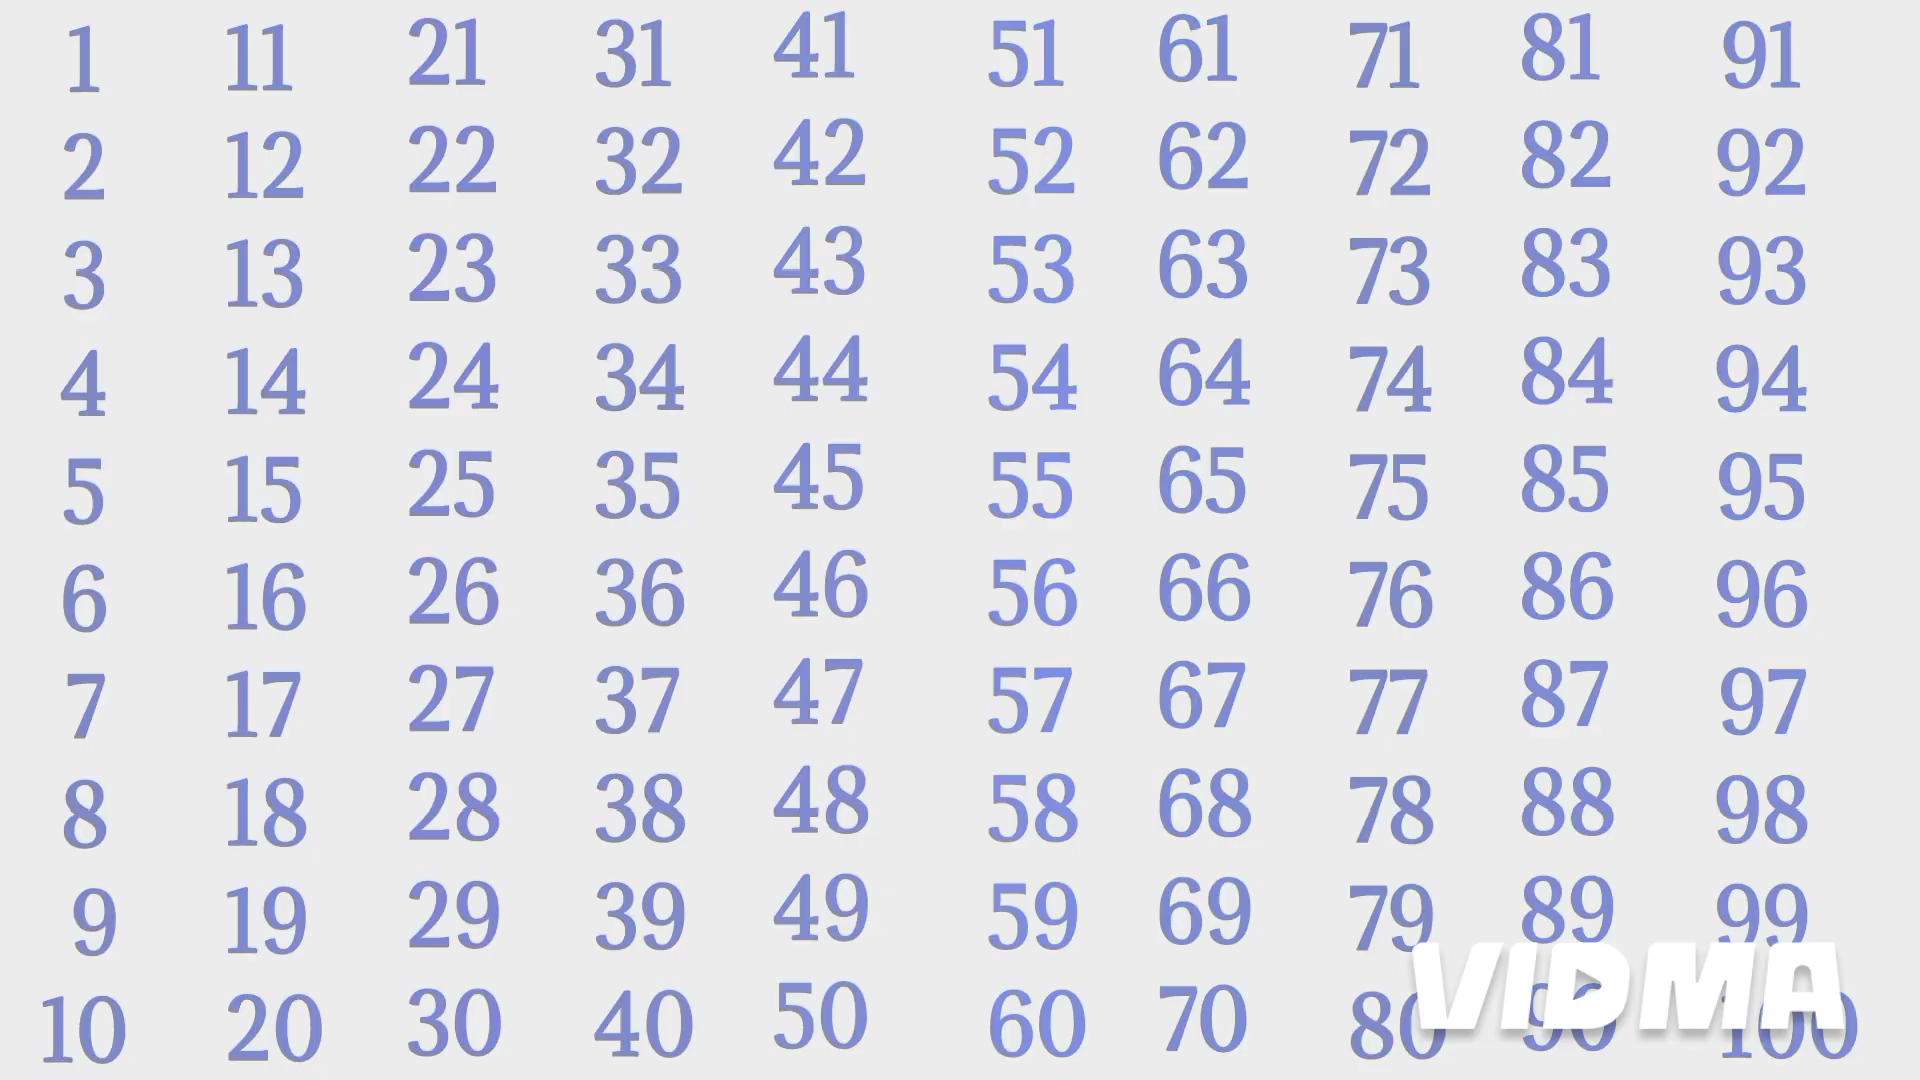 1 11 21 31 41 51 61 71 81 91
2 12 22 32 42 52 62 72 82 92
3 13 23 33 43 53 63 73 83 93
4 14 24 34 44 54 64 74 84 94
5 15 25 35 45 55 65 75 85 95
6 16 26 36 46 56 66 76 86 96
7 17 27 37 47 57 67 77 87 97
8 18 28 38 48 58 68 78 88 98
9 19 29 39 49 59 69 79 89 99
10 20 30 40 50 60 70 80 90 100
VIDMA